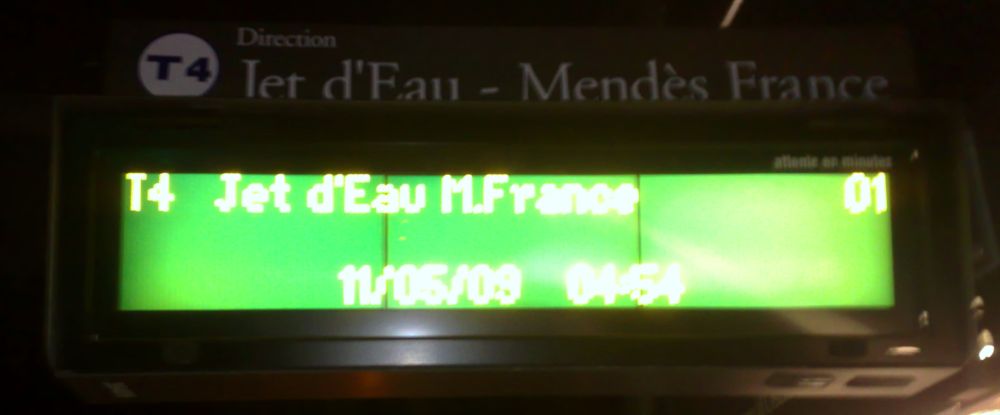 Direction
T4 Jet d'Eau - Mendès France
attente en minutes
T4 Jet d'Eau M.France 01
11/05/09 04:54